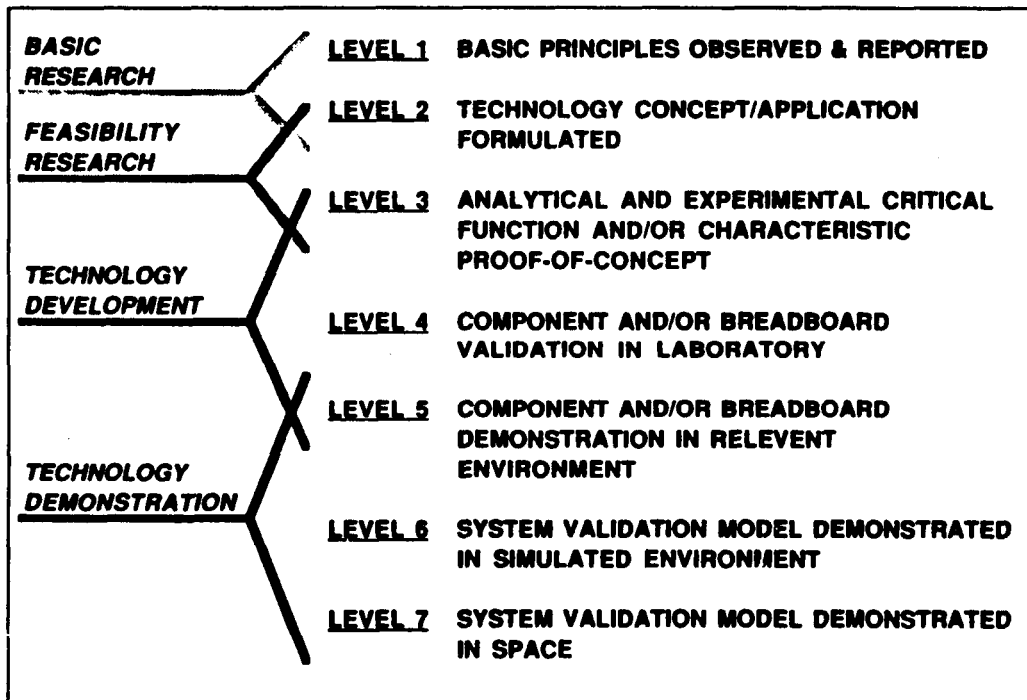 BASIC
RESEARCH
FEASIBILITY
RESEARCH
TECHNOLOGY
DEVELOPMENT
TECHNOLOGY
DEMONSTRATION
LEVEL 1 BASIC PRINCIPLES OBSERVED & REPORTED
LEVEL 2 TECHNOLOGY CONCEPT/APPLICATION
FORMULATED
LEVEL 3 ANALYTICAL AND EXPERIMENTAL CRITICAL
FUNCTION AND/OR CHARACTERISTIC
PROOF-OF-CONCEPT
LEVEL 4 COMPONENT AND/OR BREADBOARD
VALIDATION IN LABORATORY
LEVEL 5 COMPONENT AND/OR BREADBOARD
DEMONSTRATION IN RELEVENT
ENVIRONMENT
LEVEL 6 SYSTEM VALIDATION MODEL DEMONSTRATED
IN SIMULATED ENVIRONMENT
LEVEL 7 SYSTEM VALIDATION MODEL DEMONSTRATED
IN SPACE